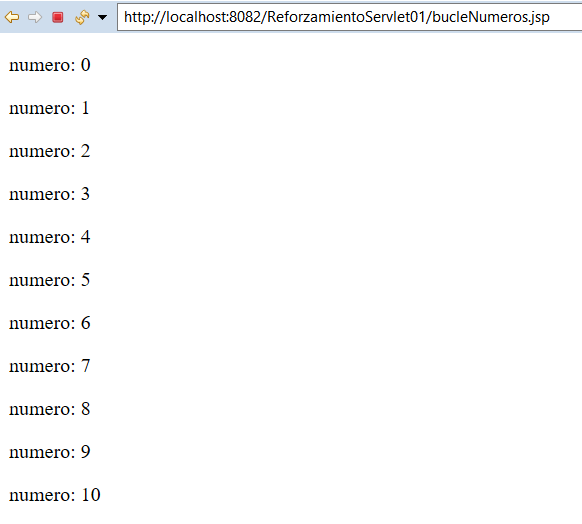 http://localhost:8082/ReforzamientoServlet01/bucleNumeros.jsp
numero: 0
numero: 1
numero: 2
numero: 3
numero: 4
numero: 5
numero: 6
numero: 7
numero: 8
numero: 9
numero: 10